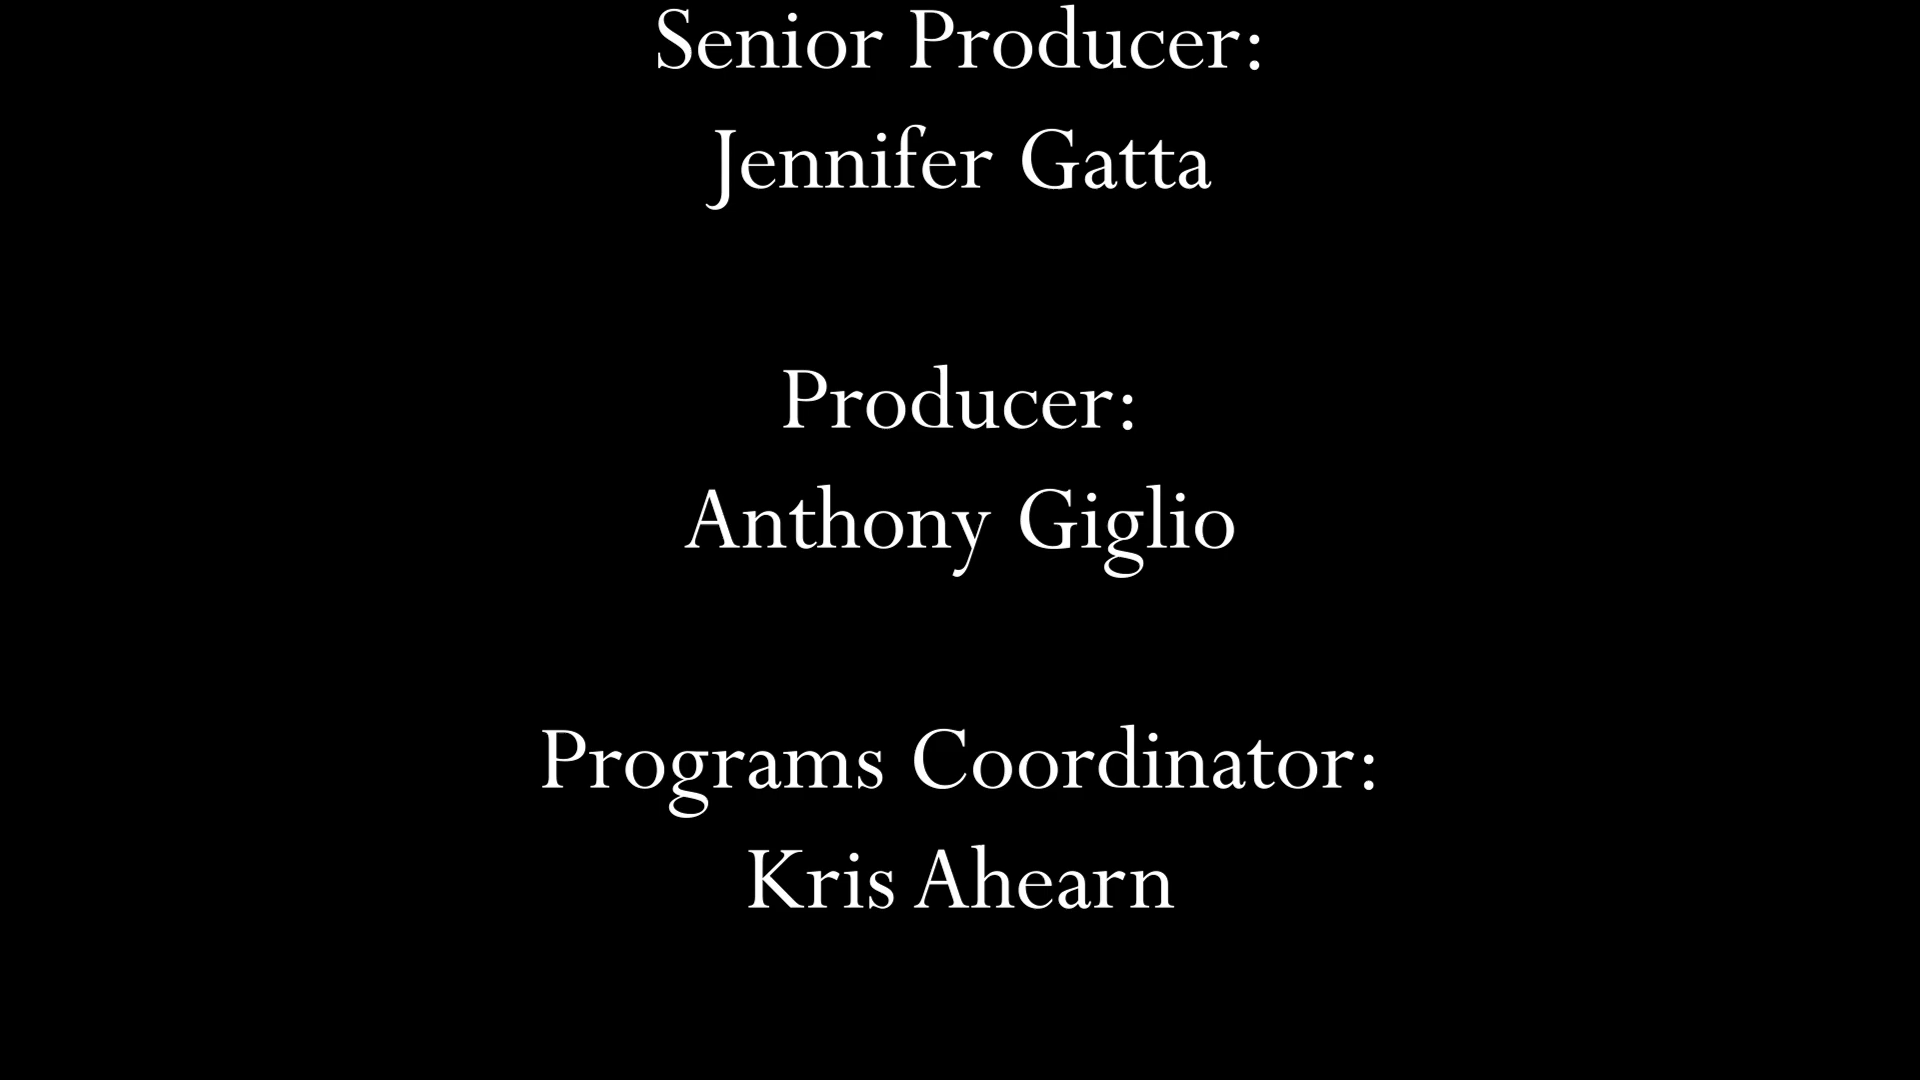 Senior Producer:
Jennifer Gatta
Producer:
Anthony Giglio
Programs Coordinator:
Kris Ahearn